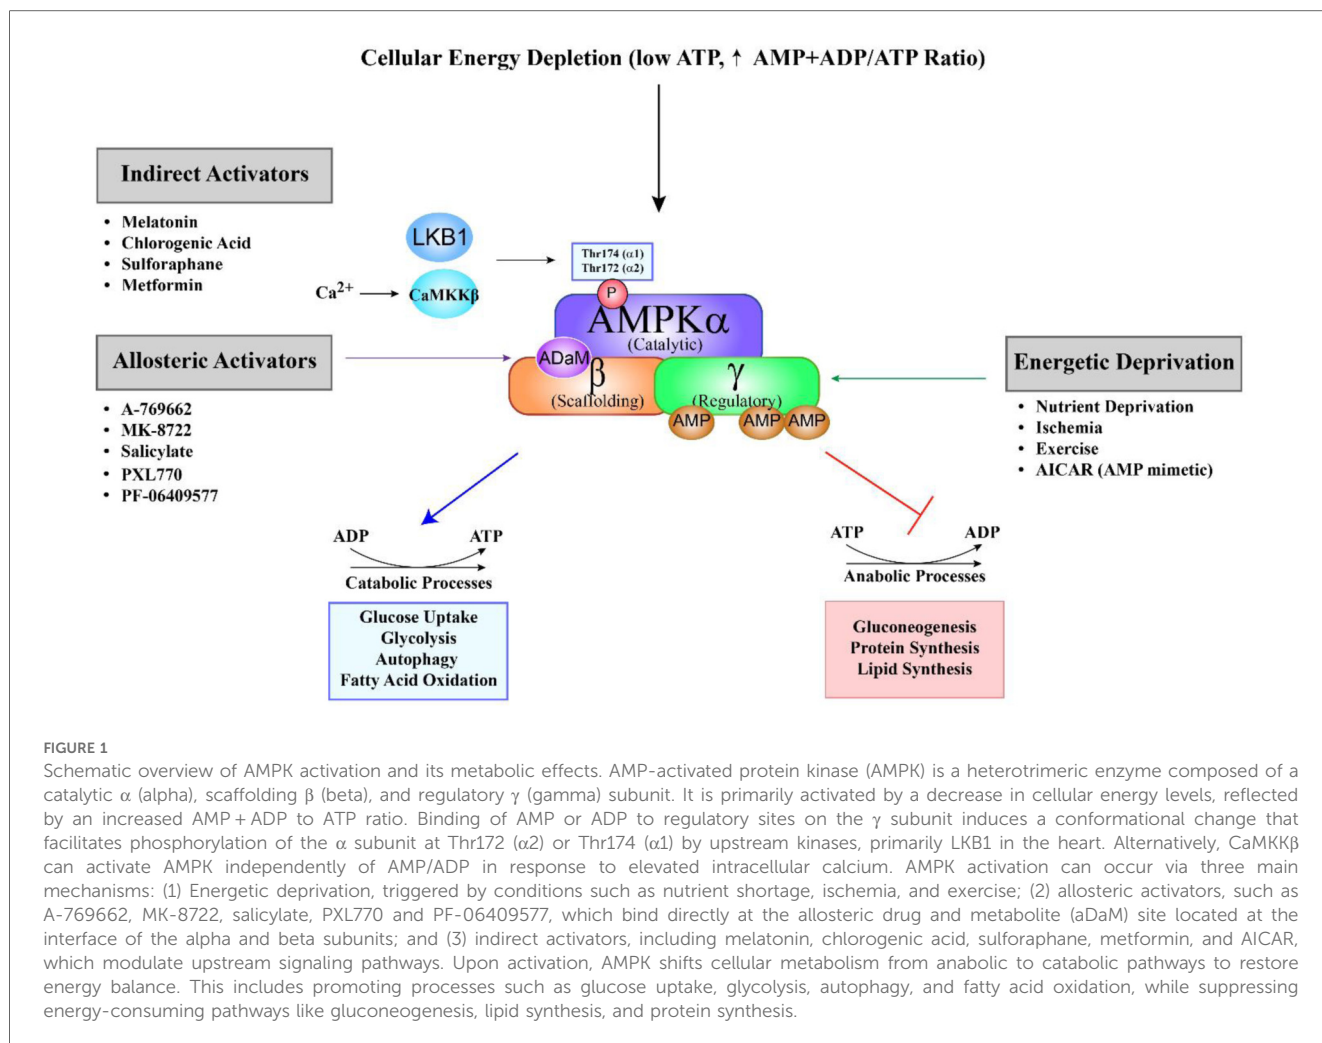 Cellular Energy Depletion (low ATP, ↑ AMP+ADP/ATP Ratio)
Indirect Activators
• Melatonin
• Chlorogenic Acid
• Sulforaphane
• Metformin
LKB1
Ca2+
CaMKKβ
Thr174 (α1)
Thr172 (α2)
P
AMPKα
(Catalytic)
ADaM
β
(Scaffolding)
γ
(Regulatory)
AMP
AMP
AMP
Allosteric Activators
• A-769662
• MK-8722
• Salicylate
• PXL770
• PF-06409577
Energetic Deprivation
• Nutrient Deprivation
• Ischemia
• Exercise
• AICAR (AMP mimetic)
ADP
ATP
Catabolic Processes
Glucose Uptake
Glycolysis
Autophagy
Fatty Acid Oxidation
ATP
ADP
Anabolic Processes
Gluconeogenesis
Protein Synthesis
Lipid Synthesis
FIGURE 1
Schematic overview of AMPK activation and its metabolic effects. AMP-activated protein kinase (AMPK) is a heterotrimeric enzyme composed of a
catalytic α (alpha), scaffolding β (beta), and regulatory γ (gamma) subunit. It is primarily activated by a decrease in cellular energy levels, reflected
by an increased AMP + ADP to ATP ratio. Binding of AMP or ADP to regulatory sites on the γ subunit induces a conformational change that
facilitates phosphorylation of the α subunit at Thr172 (α2) or Thr174 (α1) by upstream kinases, primarily LKB1 in the heart. Alternatively, CaMKKβ
can activate AMPK independently of AMP/ADP in response to elevated intracellular calcium. AMPK activation can occur via three main
mechanisms: (1) Energetic deprivation, triggered by conditions such as nutrient shortage, ischemia, and exercise; (2) allosteric activators, such as
A-769662, MK-8722, salicylate, PXL770 and PF-06409577, which bind directly at the allosteric drug and metabolite (aDaM) site located at the
interface of the alpha and beta subunits; and (3) indirect activators, including melatonin, chlorogenic acid, sulforaphane, metformin, and AICAR,
which modulate upstream signaling pathways. Upon activation, AMPK shifts cellular metabolism from anabolic to catabolic pathways to restore
energy balance. This includes promoting processes such as glucose uptake, glycolysis, autophagy, and fatty acid oxidation, while suppressing
energy-consuming pathways like gluconeogenesis, lipid synthesis, and protein synthesis.